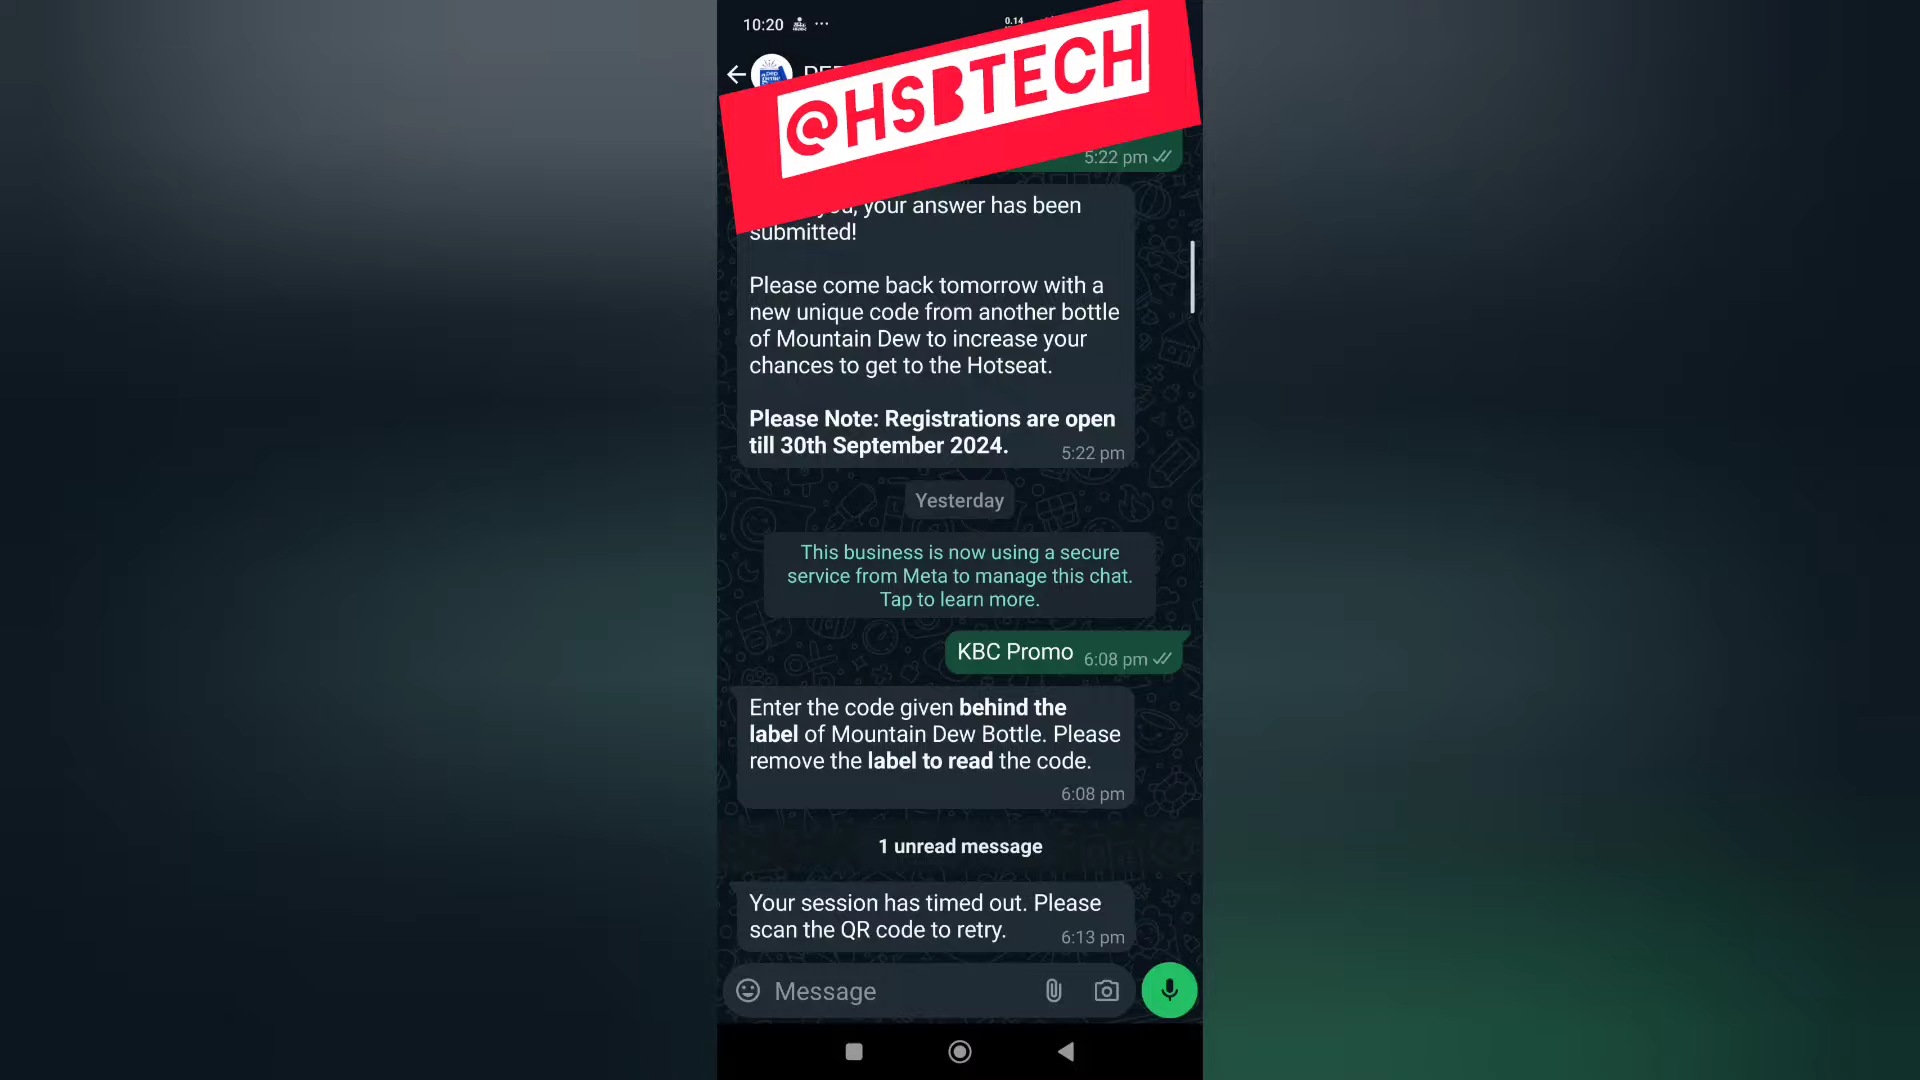 10:20
0.14
@HSBTECH
5:22 pm
your answer has been
submitted!
Please come back tomorrow with a
new unique code from another bottle
of Mountain Dew to increase your
chances to get to the Hotseat.
Please Note: Registrations are open
till 30th September 2024.
5:22 pm
Yesterday
This business is now using a secure
service from Meta to manage this chat.
Tap to learn more.
KBC Promo
6:08 pm
Enter the code given behind the
label of Mountain Dew Bottle. Please
remove the label to read the code.
6:08 pm
1 unread message
Your session has timed out. Please
scan the QR code to retry.
6:13 pm
Message